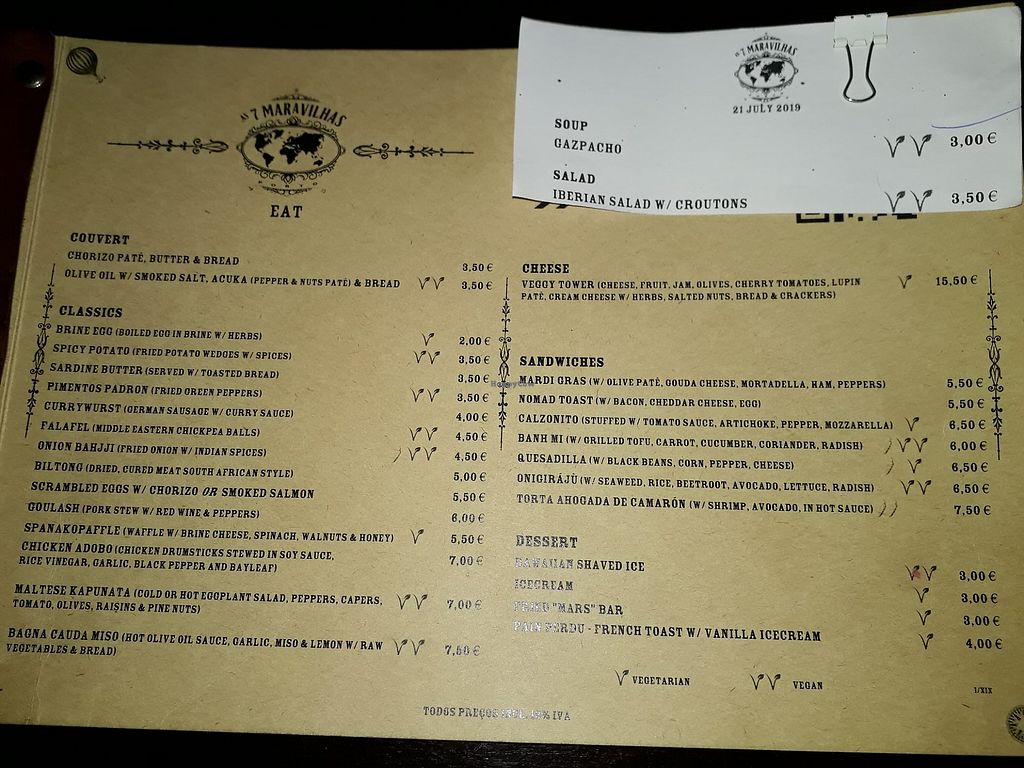 AS 7 MARAVILHAS
PORTO
EAT
COUVERT
CHORIZO PATÉ, BUTTER & BREAD 3,50 €
OLIVE OIL W/ SMOKED SALT, ACUKA (PEPPER & NUTS PATÉ) & BREAD 3,50 €
CLASSICS
BRINE EGG (BOILED EGG IN BRINE W/ HERBS) 2,00 €
SPICY POTATO (FRIED POTATO WEDGES W/ SPICES) 3,50 €
SARDINE BUTTER (SERVED W/ TOASTED BREAD) 3,50 €
PIMENTOS PADRON (FRIED GREEN PEPPERS) 3,50 €
CURRYWURST (GERMAN SAUSAGE W/ CURRY SAUCE) 4,00 €
FALAFEL (MIDDLE EASTERN CHICKPEA BALLS) 4,50 €
ONION BAHJJI (FRIED ONION W/ INDIAN SPICES) 4,50 €
BILTONG (DRIED, CURED MEAT SOUTH AFRICAN STYLE) 5,00 €
SCRAMBLED EGGS W/ CHORIZO OR SMOKED SALMON 5,50 €
GOULASH (PORK STEW W/ RED WINE & PEPPERS) 6,00 €
SPANAKOPAFFLE (WAFFLE W/ BRINE CHEESE, SPINACH, WALNUTS & HONEY) 5,50 €
CHICKEN ADOBO (CHICKEN DRUMSTICKS STEWED IN SOY SAUCE, 7,00 €
RICE VINEGAR, GARLIC, BLACK PEPPER AND BAYLEAF)
MALTESE KAPUNATA (COLD OR HOT EGGPLANT SALAD, PEPPERS, CAPERS, 7,00 €
TOMATO, OLIVES, RAISINS & PINE NUTS)
BAGNA CAUDA MISO (HOT OLIVE OIL SAUCE, GARLIC, MISO & LEMON W/ RAW 7,50 €
VEGETABLES & BREAD)
AS 7 MARAVILHAS
21 JULY 2019
SOUP
GAZPACHO 3,00 €
SALAD
IBERIAN SALAD W/ CROUTONS 3,50 €
CHEESE
VEGGY TOWER (CHEESE, FRUIT, JAM, OLIVES, CHERRY TOMATOES, LUPIN 15,50 €
PATÉ, CREAM CHEESE W/ HERBS, SALTED NUTS, BREAD & CRACKERS)
SANDWICHES
MARDI GRAS (W/ OLIVE PATÉ, GOUDA CHEESE, MORTADELLA, HAM, PEPPERS) 5,50 €
NOMAD TOAST (W/ BACON, CHEDDAR CHEESE, EGG) 5,50 €
CALZONITO (STUFFED W/ TOMATO SAUCE, ARTICHOKE, PEPPER, MOZZARELLA) 6,50 €
BANH MI (W/ GRILLED TOFU, CARROT, CUCUMBER, CORIANDER, RADISH) 6,00 €
QUESADILLA (W/ BLACK BEANS, CORN, PEPPER, CHEESE) 6,50 €
ONIGIRÁJÙ (W/ SEAWEED, RICE, BEETROOT, AVOCADO, LETTUCE, RADISH) 6,50 €
TORTA AHOGADA DE CAMARÓN (W/ SHRIMP, AVOCADO, IN HOT SAUCE) 7,50 €
DESSERT
HAWAIIAN SHAVED ICE 3,00 €
ICECREAM 3,00 €
FRIED "MARS" BAR 3,00 €
PAIN PERDU - FRENCH TOAST W/ VANILLA ICECREAM 4,00 €
VEGETARIAN
VEGAN
1/XIX
TODOS PREÇOS INCL. % IVA
HappyCow